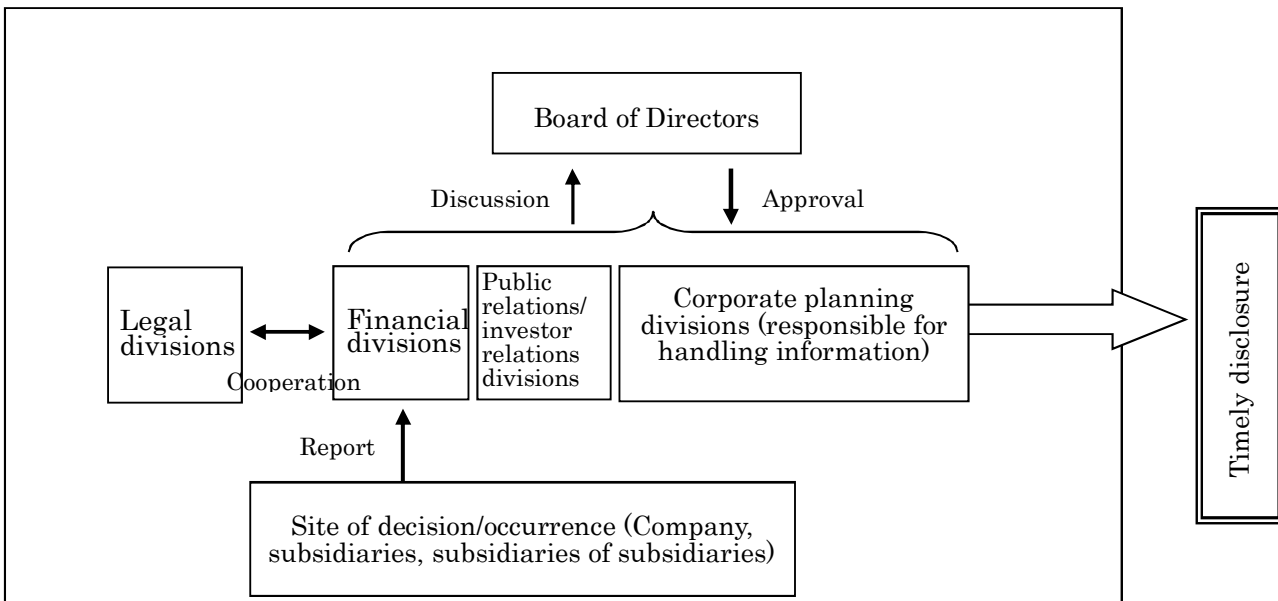 Board of Directors
Discussion
Approval
Legal
divisions
Cooperation
Financial
divisions
Public
relations/
investor
relations
divisions
Corporate planning
divisions (responsible for
handling information)
Timely disclosure
Report
Site of decision/occurrence (Company,
subsidiaries, subsidiaries of subsidiaries)